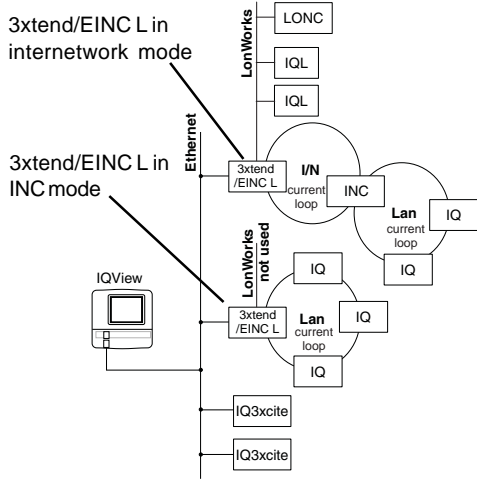 3xtend/EINC L in
internetwork mode
LonWorks
LONC
IQL
IQL
Ethernet
3xtend
/EINC L
I/N
current
loop
INC
Lan
current
loop
IQ
IQ
3xtend/EINC L in
INC mode
LonWorks
not used
IQView
3xtend
/EINC L
IQ
Lan
current
loop
IQ
IQ
IQ3xcite
IQ3xcite